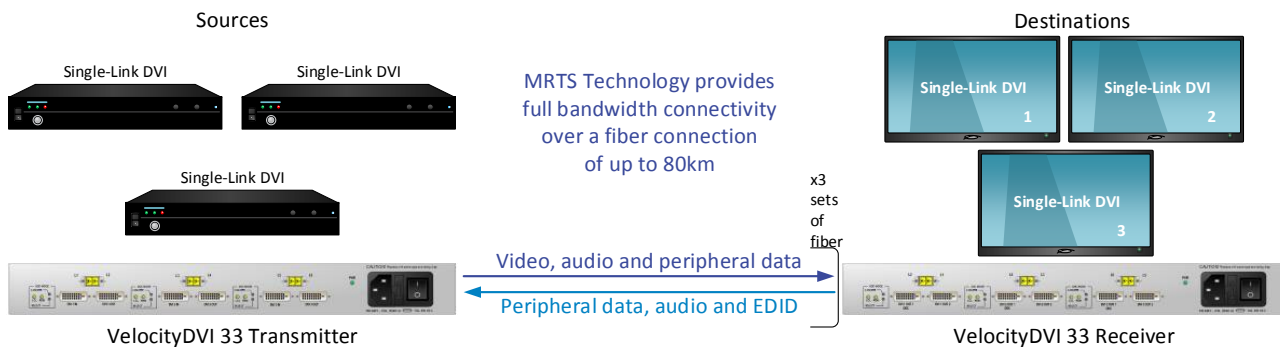 Sources
Destinations
Single-Link DVI
Single-Link DVI
Single-Link DVI
MRTS Technology provides
full bandwidth connectivity
over a fiber connection
of up to 80km
Single-Link DVI
1
Single-Link DVI
2
Single-Link DVI
3
x3
sets
of
fiber
Video, audio and peripheral data
Peripheral data, audio and EDID
VelocityDVI 33 Transmitter
VelocityDVI 33 Receiver